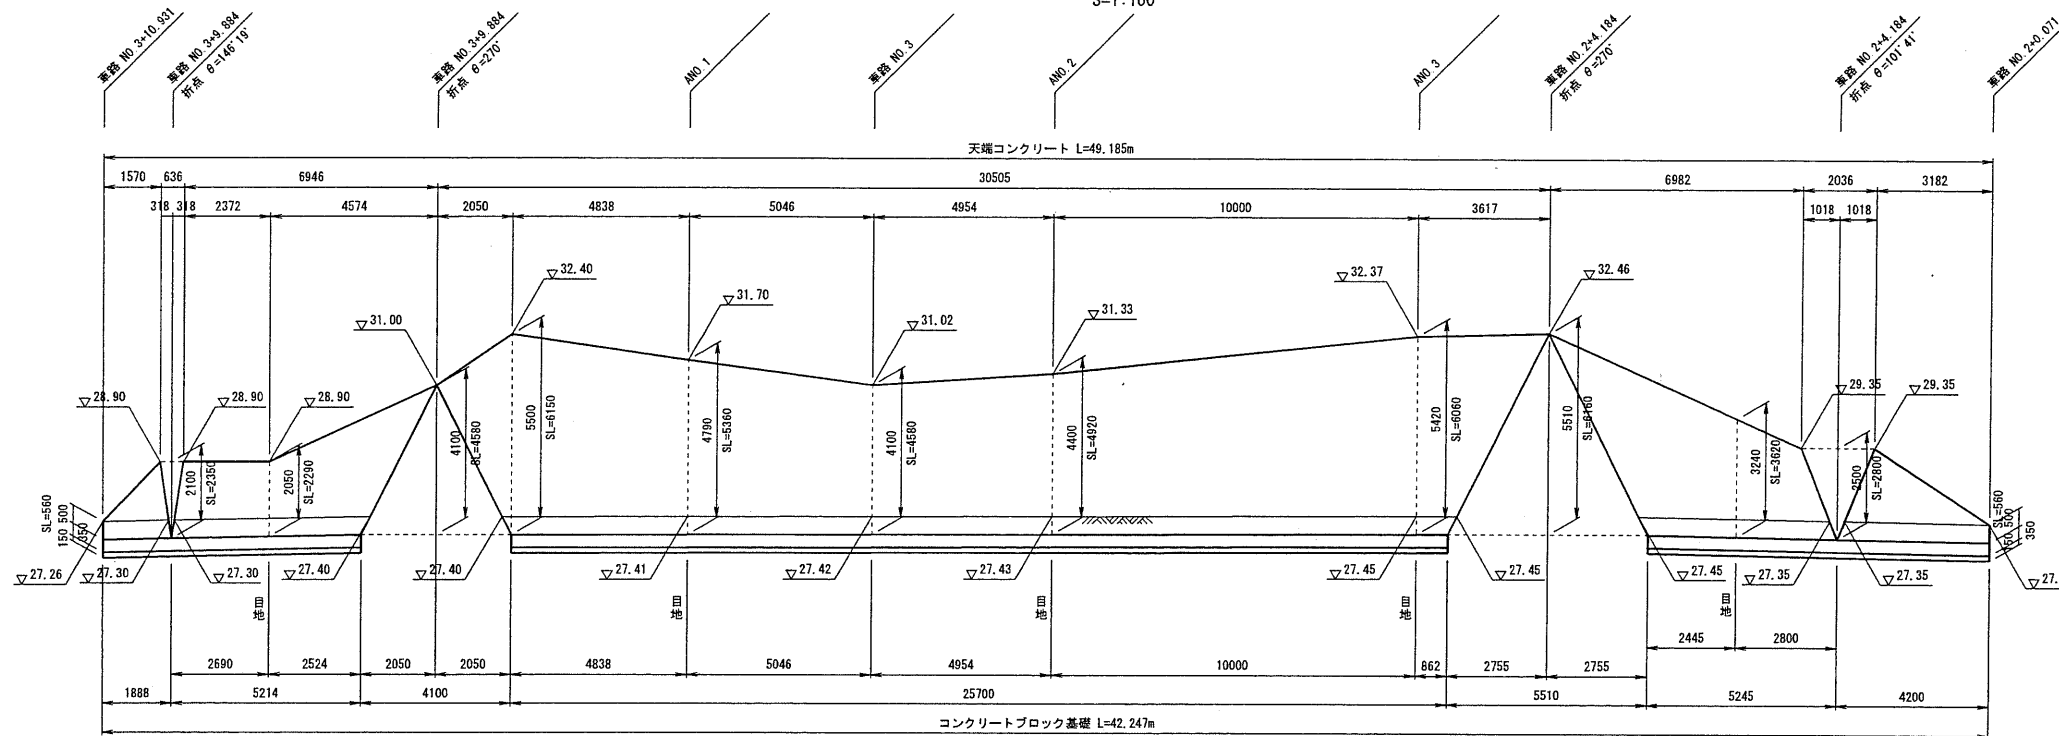 S=1:100
車路 NO.3+10.931
車路 NO.3+9.884
折点 θ=146°19'
車路 NO.3+9.884
折点 θ=270°
ANO.1
車路 NO.3
ANO.2
ANO.3
車路 NO.2+4.184
折点 θ=270°
車路 NO.2+4.184
折点 θ=101°41'
車路 NO.2+0.071
天端コンクリート L=49.185m
1570 636 6946 30505 6982 2036 3182
318 318 2372 4574 2050 4838 5046 4954 10000 3617 1018 1018
▽32.40 ▽32.37 ▽32.46
▽31.70
▽31.00 ▽31.02 ▽31.33
▽28.90 ▽28.90 ▽28.90 ▽29.35 ▽29.35
SL=560
500
150
350
2100
SL=2350
2050
SL=2290
4100
SL=4580
5500
SL=6150
4790
SL=5360
4100
SL=4580
4400
SL=4920
5420
SL=6060
5510
SL=6160
3240
SL=3620
2500
SL=2800
SL=560
500
150
350
▽27.26 ▽27.30 ▽27.30 ▽27.40 ▽27.40 ▽27.41 ▽27.42 ▽27.43 ▽27.45 ▽27.45 ▽27.45 ▽27.35 ▽27.35 ▽27.
目地 目地 目地 目地 目地
2445 2800
2690 2524 2050 2050 4838 5046 4954 10000 862 2755 2755
1888 5214 4100 25700 5510 5245 4200
コンクリートブロック基礎 L=42.247m